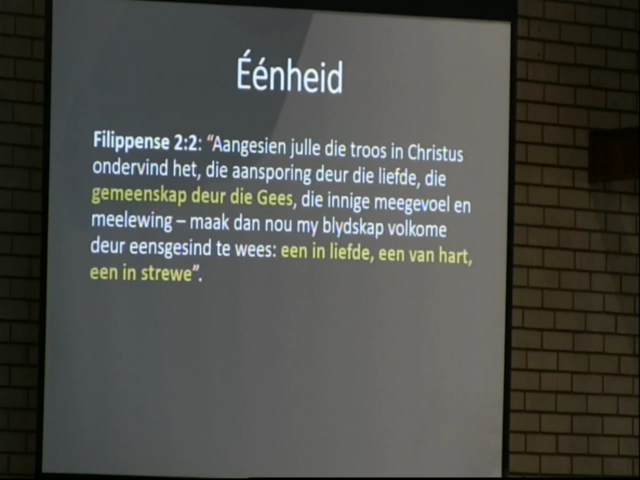 Éénheid
Filippense 2:2: "Aangesien julle die troos in Christus
ondervind het, die aansporing deur die liefde, die
gemeenskap deur die Gees, die innige meegevoel en
meelewing – maak dan nou my blydskap volkome
deur eensgesind te wees: een in liefde, een van hart,
een in strewe".